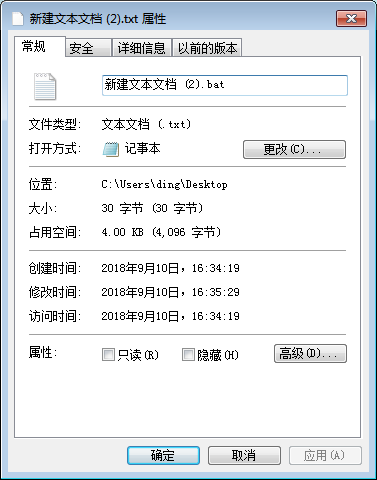 新建文本文档 (2).txt 属性
常规 安全 详细信息 以前的版本
新建文本文档 (2).bat
文件类型: 文本文档 (.txt)
打开方式: 记事本 更改(C)...
位置: C:\Users\ding\Desktop
大小: 30 字节 (30 字节)
占用空间: 4.00 KB (4,096 字节)
创建时间: 2018年9月10日，16:34:19
修改时间: 2018年9月10日，16:35:29
访问时间: 2018年9月10日，16:34:19
属性: 只读(R) 隐藏(H) 高级(D)...
确定 取消 应用(A)